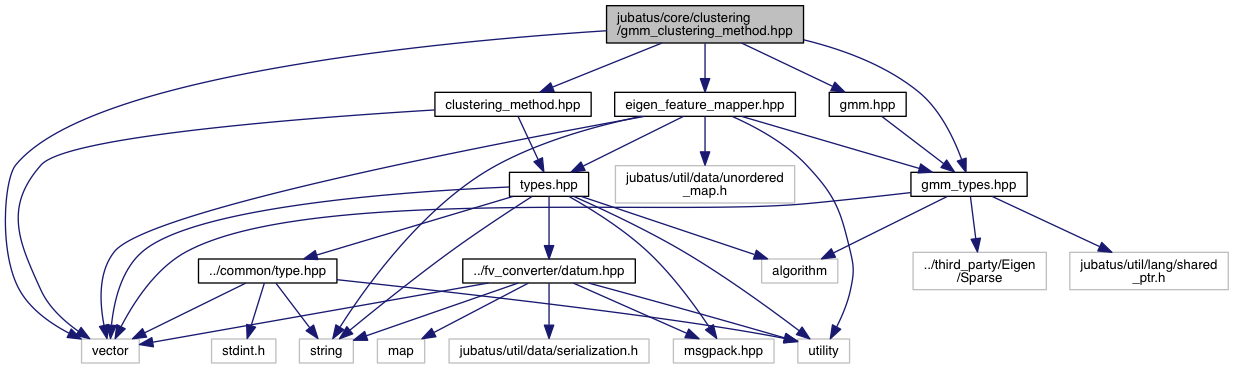 jubatus/core/clustering
/gmm_clustering_method.hpp
clustering_method.hpp
eigen_feature_mapper.hpp
gmm.hpp
types.hpp
jubatus/util/data/unordered
_map.h
gmm_types.hpp
../common/type.hpp
../fv_converter/datum.hpp
algorithm
../third_party/Eigen
/Sparse
jubatus/util/lang/shared
_ptr.h
vector
stdint.h
string
map
jubatus/util/data/serialization.h
msgpack.hpp
utility